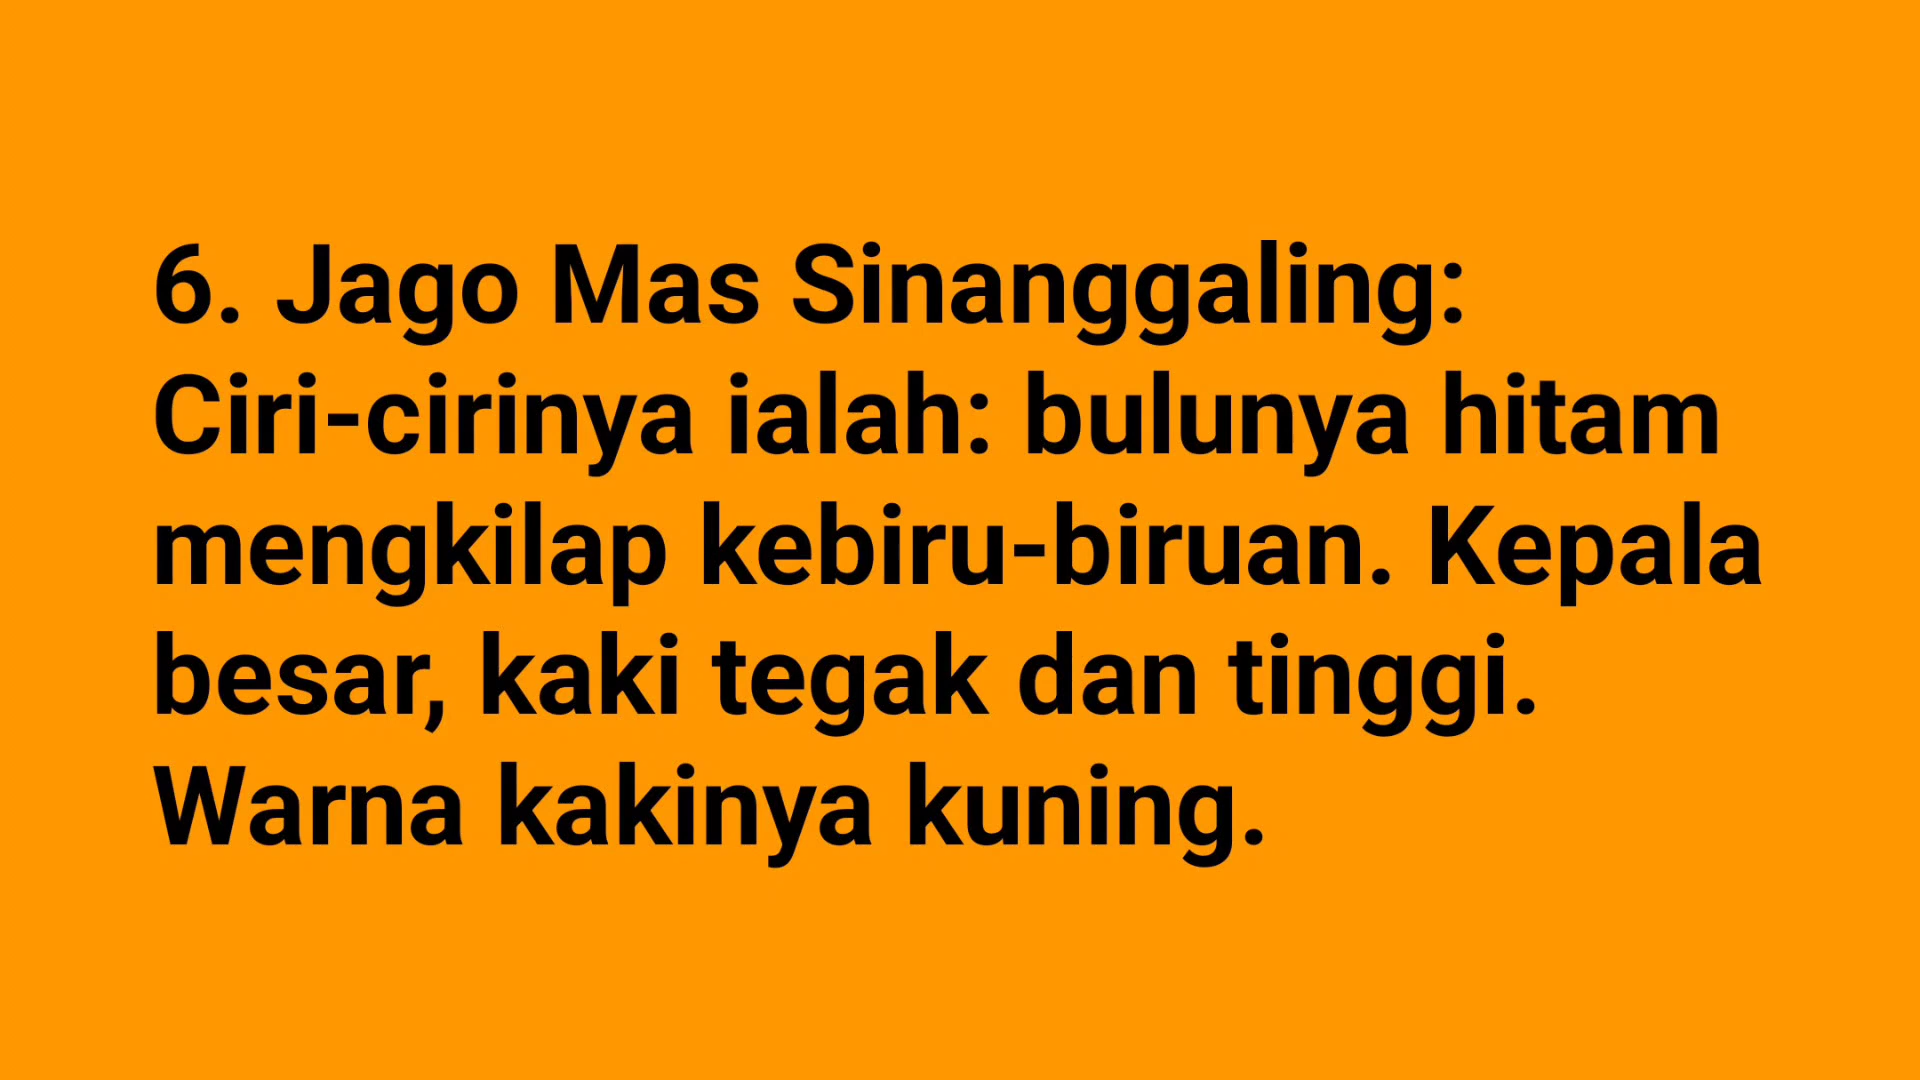 6. Jago Mas Sinanggaling:
Ciri-cirinya ialah: bulunya hitam
mengkilap kebiru-biruan. Kepala
besar, kaki tegak dan tinggi.
Warna kakinya kuning.